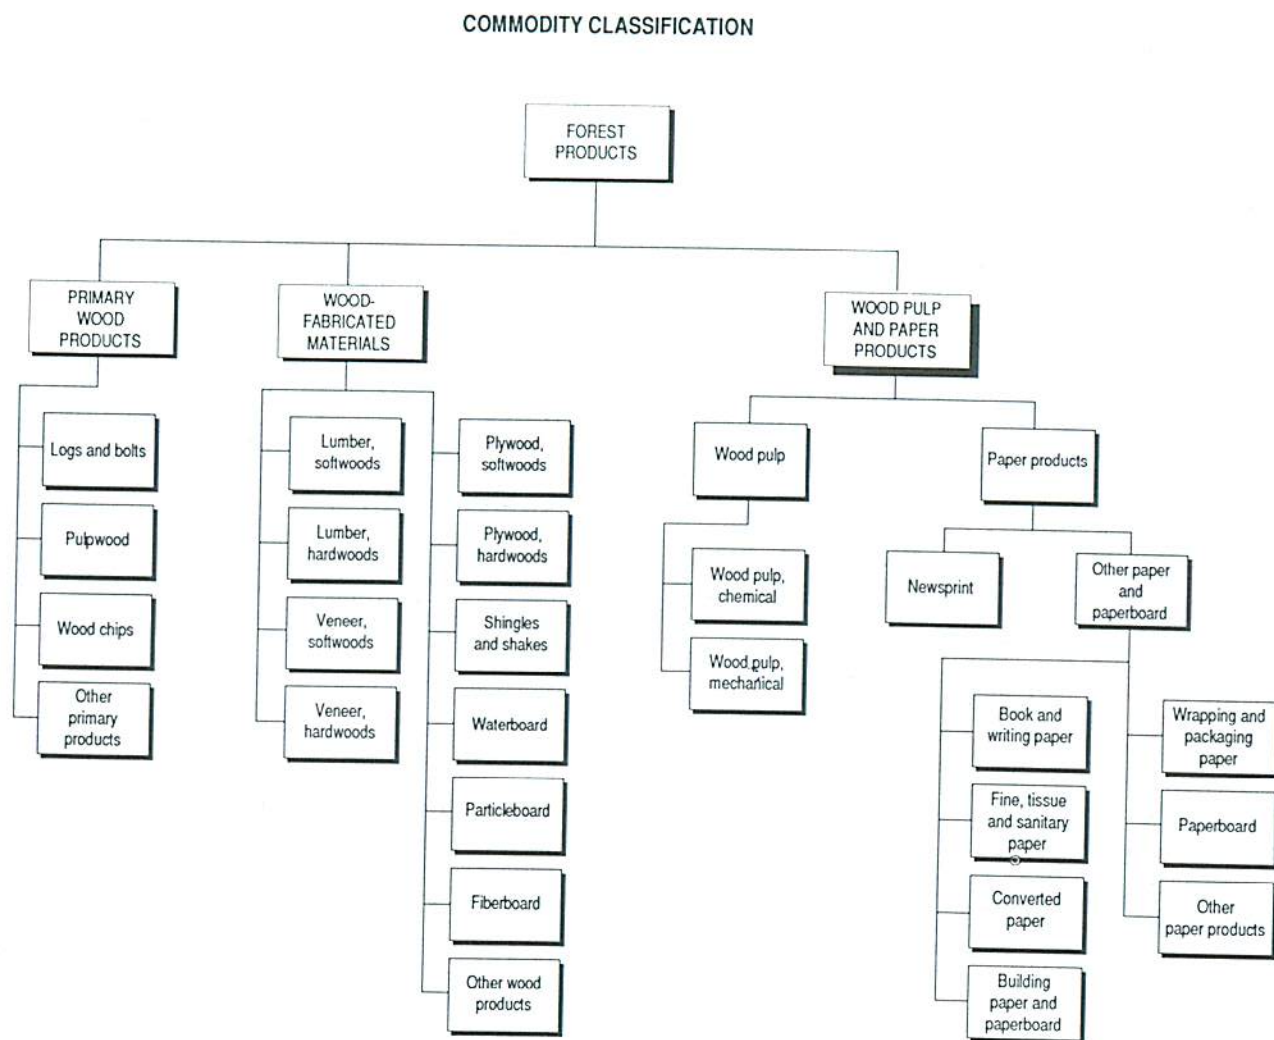 COMMODITY CLASSIFICATION
FOREST
PRODUCTS
PRIMARY
WOOD
PRODUCTS
Logs and bolts
Pulpwood
Wood chips
Other
primary
products
WOOD-
FABRICATED
MATERIALS
Lumber,
softwoods
Lumber,
hardwoods
Veneer,
softwoods
Veneer,
hardwoods
Plywood,
softwoods
Plywood,
hardwoods
Shingles
and shakes
Waterboard
Particleboard
Fiberboard
Other wood
products
WOOD PULP
AND PAPER
PRODUCTS
Wood pulp
Wood pulp,
chemical
Wood pulp,
mechanical
Paper products
Newsprint
Other paper
and
paperboard
Book and
writing paper
Fine, tissue
and sanitary
paper
Converted
paper
Building
paper and
paperboard
Wrapping and
packaging
paper
Paperboard
Other
paper products